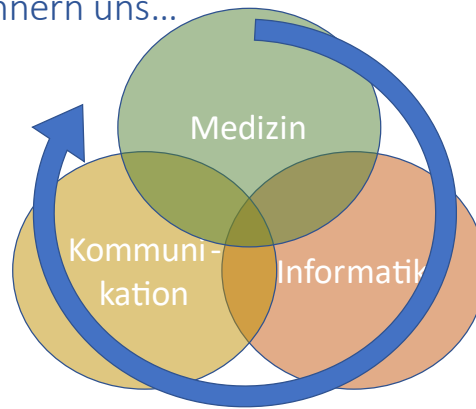 nnern uns...
Medizin
Kommuni-
kation
Informatik